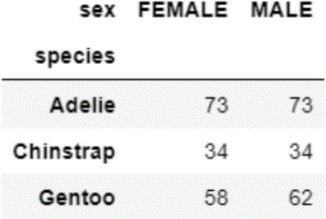 sex FEMALE MALE
species
Adelie 73 73
Chinstrap 34 34
Gentoo 58 62